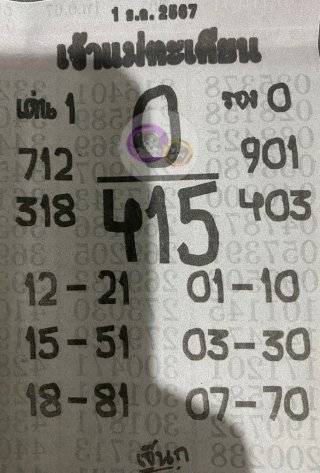 1 ธ.ค. 2567
เจ้าแม่ตะเคียน
เด่น 1 0 รอง 0
712 901
318 415 403
12-21 01-10
15-51 03-30
18-81 07-70